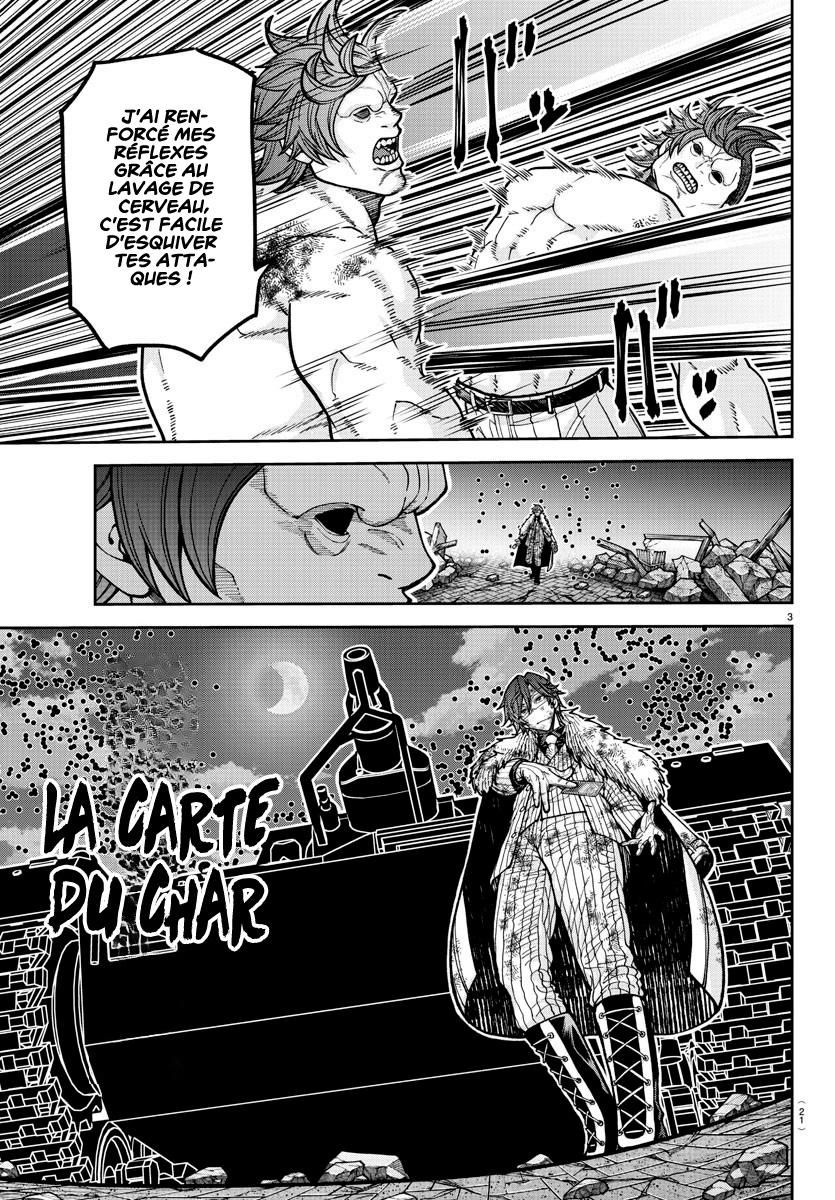 J'AI REN-
FORCÉ MES
RÉFLEXES
GRÂCE AU
LAVAGE DE
CERVEAU,
C'EST FACILE
D'ESQUIVER
TES ATTA-
QUES !
3
LA CARTE
DU CHAR
(21)